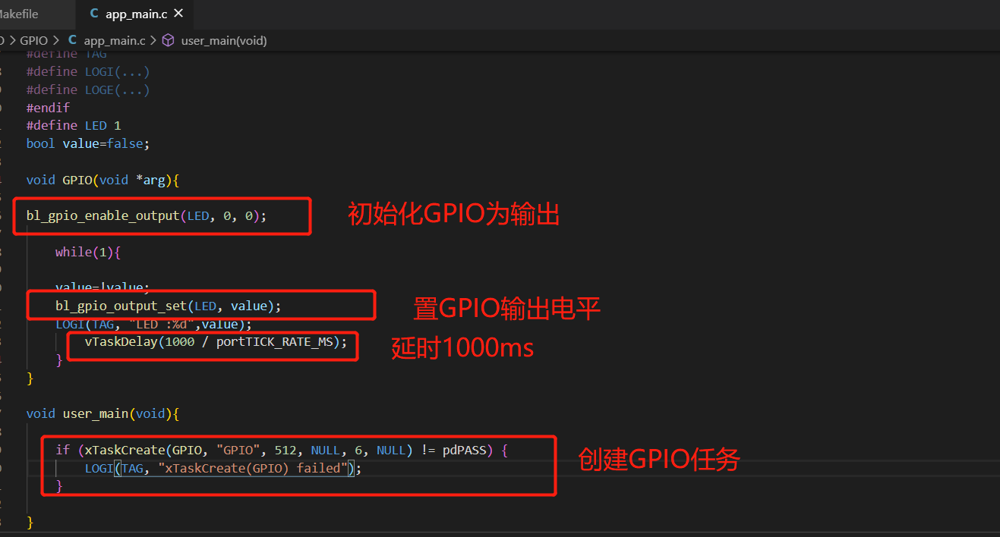 Makefile
C app_main.c ×
GPIO > C app_main.c > user_main(void)
#define TAG
#define LOGI(...)
#define LOGE(...)
#endif
#define LED 1
bool value=false;
void GPIO(void *arg){
bl_gpio_enable_output(LED, 0, 0);
初始化GPIO为输出
while(1){
value=!value;
bl_gpio_output_set(LED, value);
置GPIO输出电平
LOGI(TAG, "LED :%d",value);
vTaskDelay(1000 / portTICK_RATE_MS);
延时1000ms
}
}
void user_main(void){
if (xTaskCreate(GPIO, "GPIO", 512, NULL, 6, NULL) != pdPASS) {
LOGI(TAG, "xTaskCreate(GPIO) failed");
创建GPIO任务
}
}